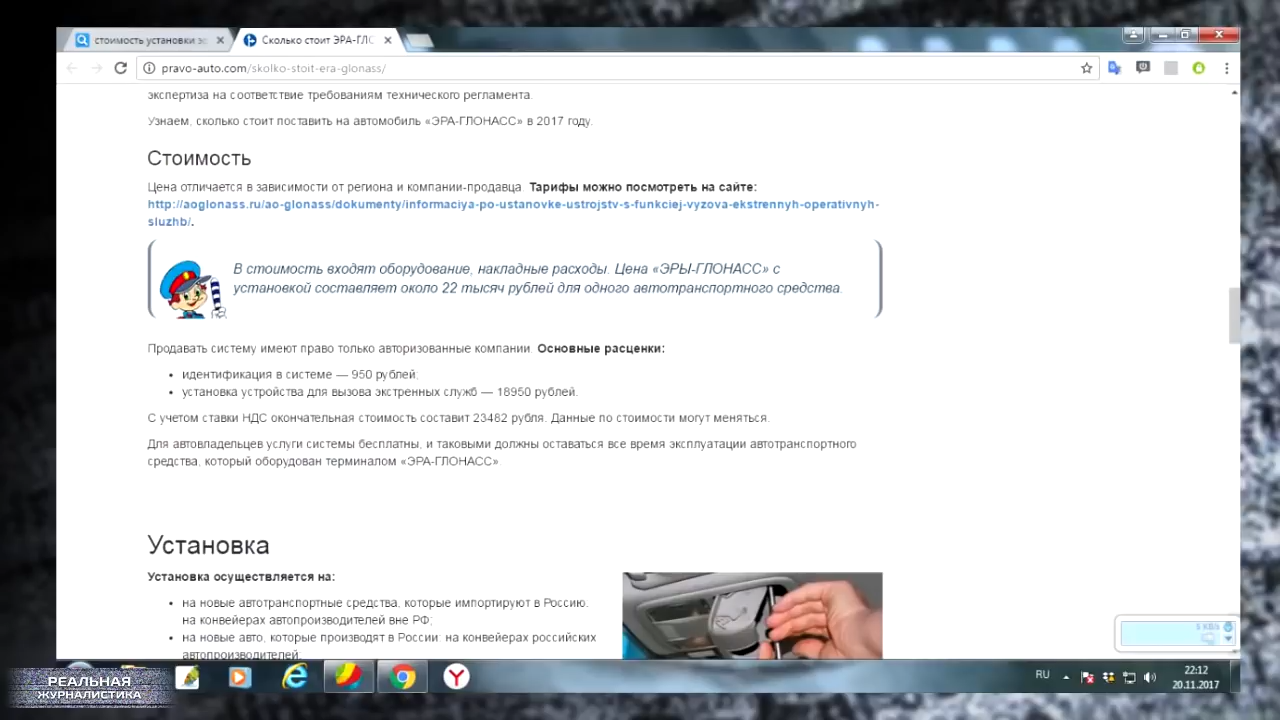 стоимость установки эр
Сколько стоит ЭРА-ГЛО
pravo-auto.com/skolko-stoit-era-glonass/
экспертиза на соответствие требованиям технического регламента.
Узнаем, сколько стоит поставить на автомобиль «ЭРА-ГЛОНАСС» в 2017 году.
Стоимость
Цена отличается в зависимости от региона и компании-продавца. Тарифы можно посмотреть на сайте:
http://aoglonass.ru/ao-glonass/dokumenty/informaciya-po-ustanovke-ustrojstv-s-funkciej-vyzova-ekstrennyh-operativnyh-
sluzhb/.
В стоимость входят оборудование, накладные расходы. Цена «ЭРЫ-ГЛОНАСС» с
установкой составляет около 22 тысяч рублей для одного автотранспортного средства.
Продавать систему имеют право только авторизованные компании. Основные расценки:
• идентификация в системе — 950 рублей;
• установка устройства для вызова экстренных служб — 18950 рублей.
С учетом ставки НДС окончательная стоимость составит 23482 рубля. Данные по стоимости могут меняться.
Для автовладельцев услуги системы бесплатны, и таковыми должны оставаться все время эксплуатации автотранспортного
средства, который оборудован терминалом «ЭРА-ГЛОНАСС».
Установка
Установка осуществляется на:
• на новые автотранспортные средства, которые импортируют в Россию,
на конвейерах автопроизводителей вне РФ;
• на новые авто, которые производят в России: на конвейерах российских
автопроизводителей;
5 KB/s
RU
22:12
20.11.2017
РЕАЛЬНАЯ
ЖУРНАЛИСТИКА